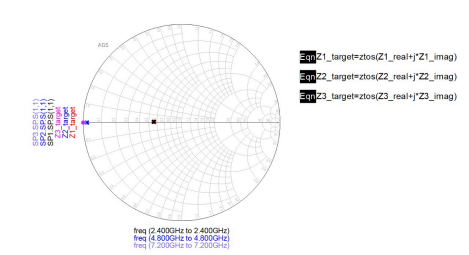 ADS
Eqn Z1_target=ztos(Z1_real+j*Z1_imag)
Eqn Z2_target=ztos(Z2_real+j*Z2_imag)
Eqn Z3_target=ztos(Z3_real+j*Z3_imag)
SP3.SP.S(1,1)
SP2.SP.S(1,1)
SP1.SP.S(1,1)
Z3_target
Z2_target
Z1_target
freq (2.400GHz to 2.400GHz)
freq (4.800GHz to 4.800GHz)
freq (7.200GHz to 7.200GHz)